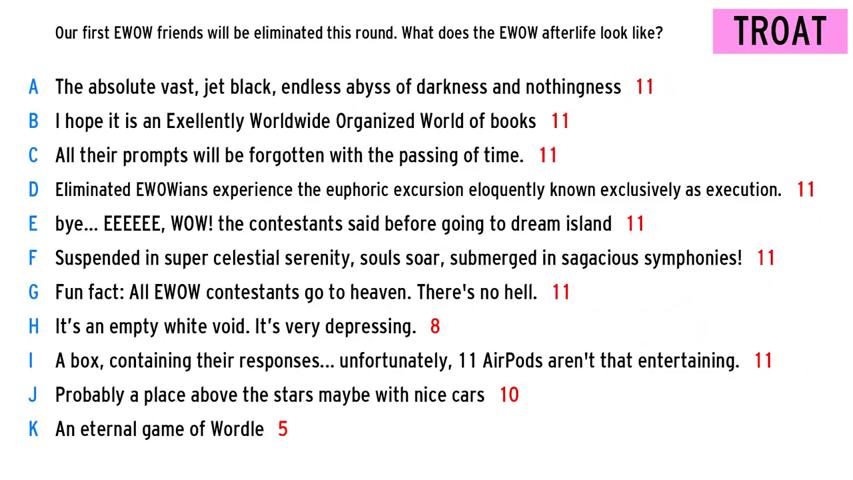 Our first EWOW friends will be eliminated this round. What does the EWOW afterlife look like?
TROAT
A The absolute vast, jet black, endless abyss of darkness and nothingness 11
B I hope it is an Exellently Worldwide Organized World of books 11
C All their prompts will be forgotten with the passing of time. 11
D Eliminated EWOWians experience the euphoric excursion eloquently known exclusively as execution. 11
E bye... EEEEEE, WOW! the contestants said before going to dream island 11
F Suspended in super celestial serenity, souls soar, submerged in sagacious symphonies! 11
G Fun fact: All EWOW contestants go to heaven. There's no hell. 11
H It's an empty white void. It's very depressing. 8
I A box, containing their responses... unfortunately, 11 AirPods aren't that entertaining. 11
J Probably a place above the stars maybe with nice cars 10
K An eternal game of Wordle 5